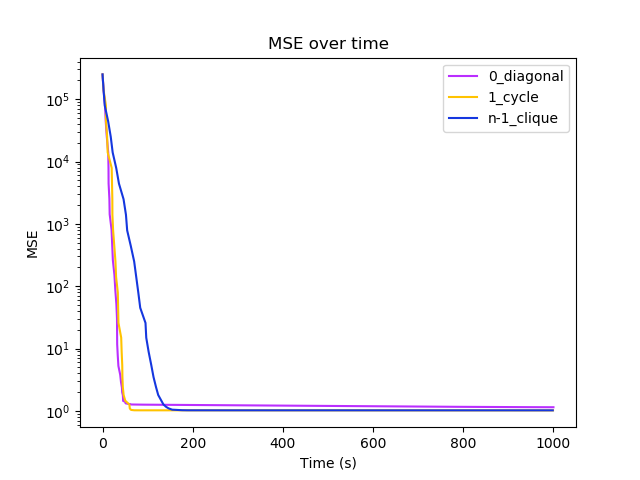 MSE over time
0_diagonal
1_cycle
n-1_clique
MSE
10^5
10^4
10^3
10^2
10^1
10^0
0
200
400
600
800
1000
Time (s)